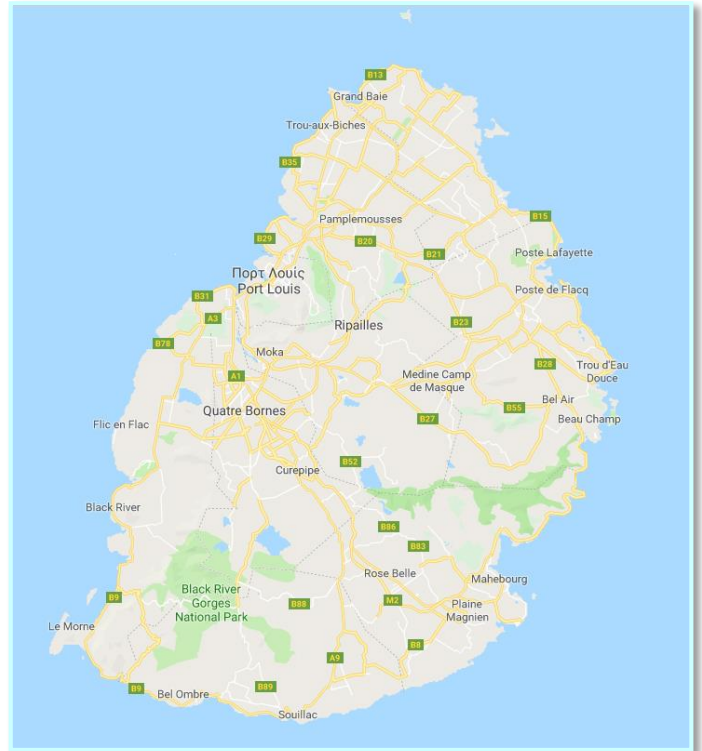 B13
Grand Baie
Trou-aux-Biches
B35
Pamplemousses
B15
B29
B20
B21
Poste Lafayette
Πορτ Λουίς
Port Louis
Poste de Flacq
B31
A3
Ripailles
B23
B78
Moka
B28
Trou d'Eau
Douce
A1
Medine Camp
de Masque
Bel Air
Quatre Bornes
B55
Flic en Flac
B27
Beau Champ
Curepipe
B52
Black River
B86
B83
Rose Belle
Mahebourg
Black River
Gorges
National Park
B9
B88
M2
Plaine
Magnien
Le Morne
B8
A9
B9
Bel Ombre
B89
Souillac